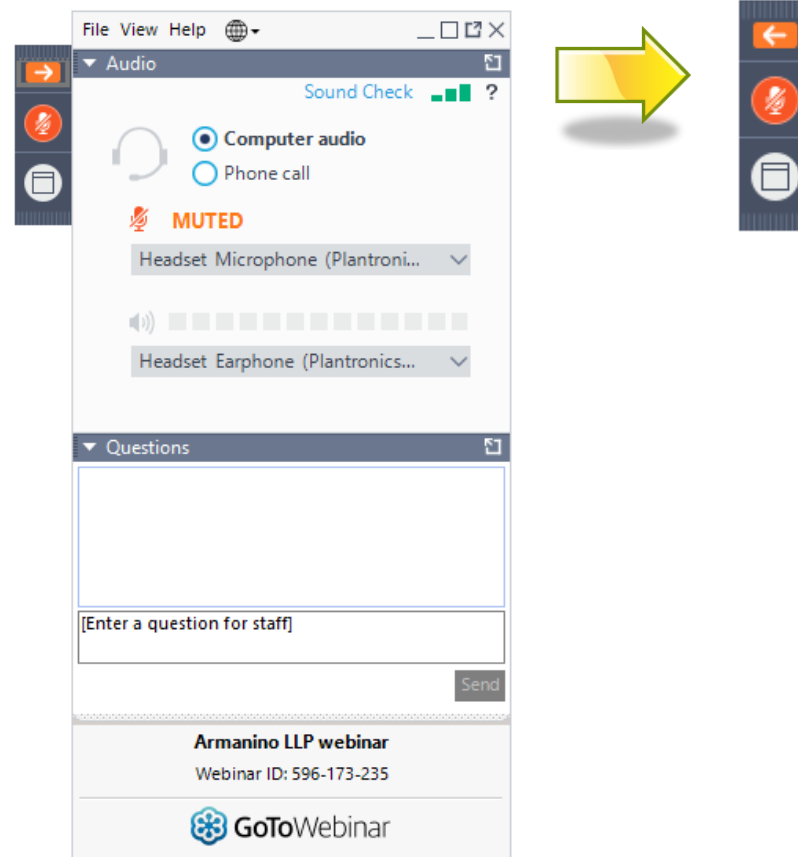 File View Help
Audio
Sound Check ?
Computer audio
Phone call
MUTED
Headset Microphone (Plantroni...
Headset Earphone (Plantronics...
Questions
[Enter a question for staff]
Send
Armanino LLP webinar
Webinar ID: 596-173-235
GoToWebinar